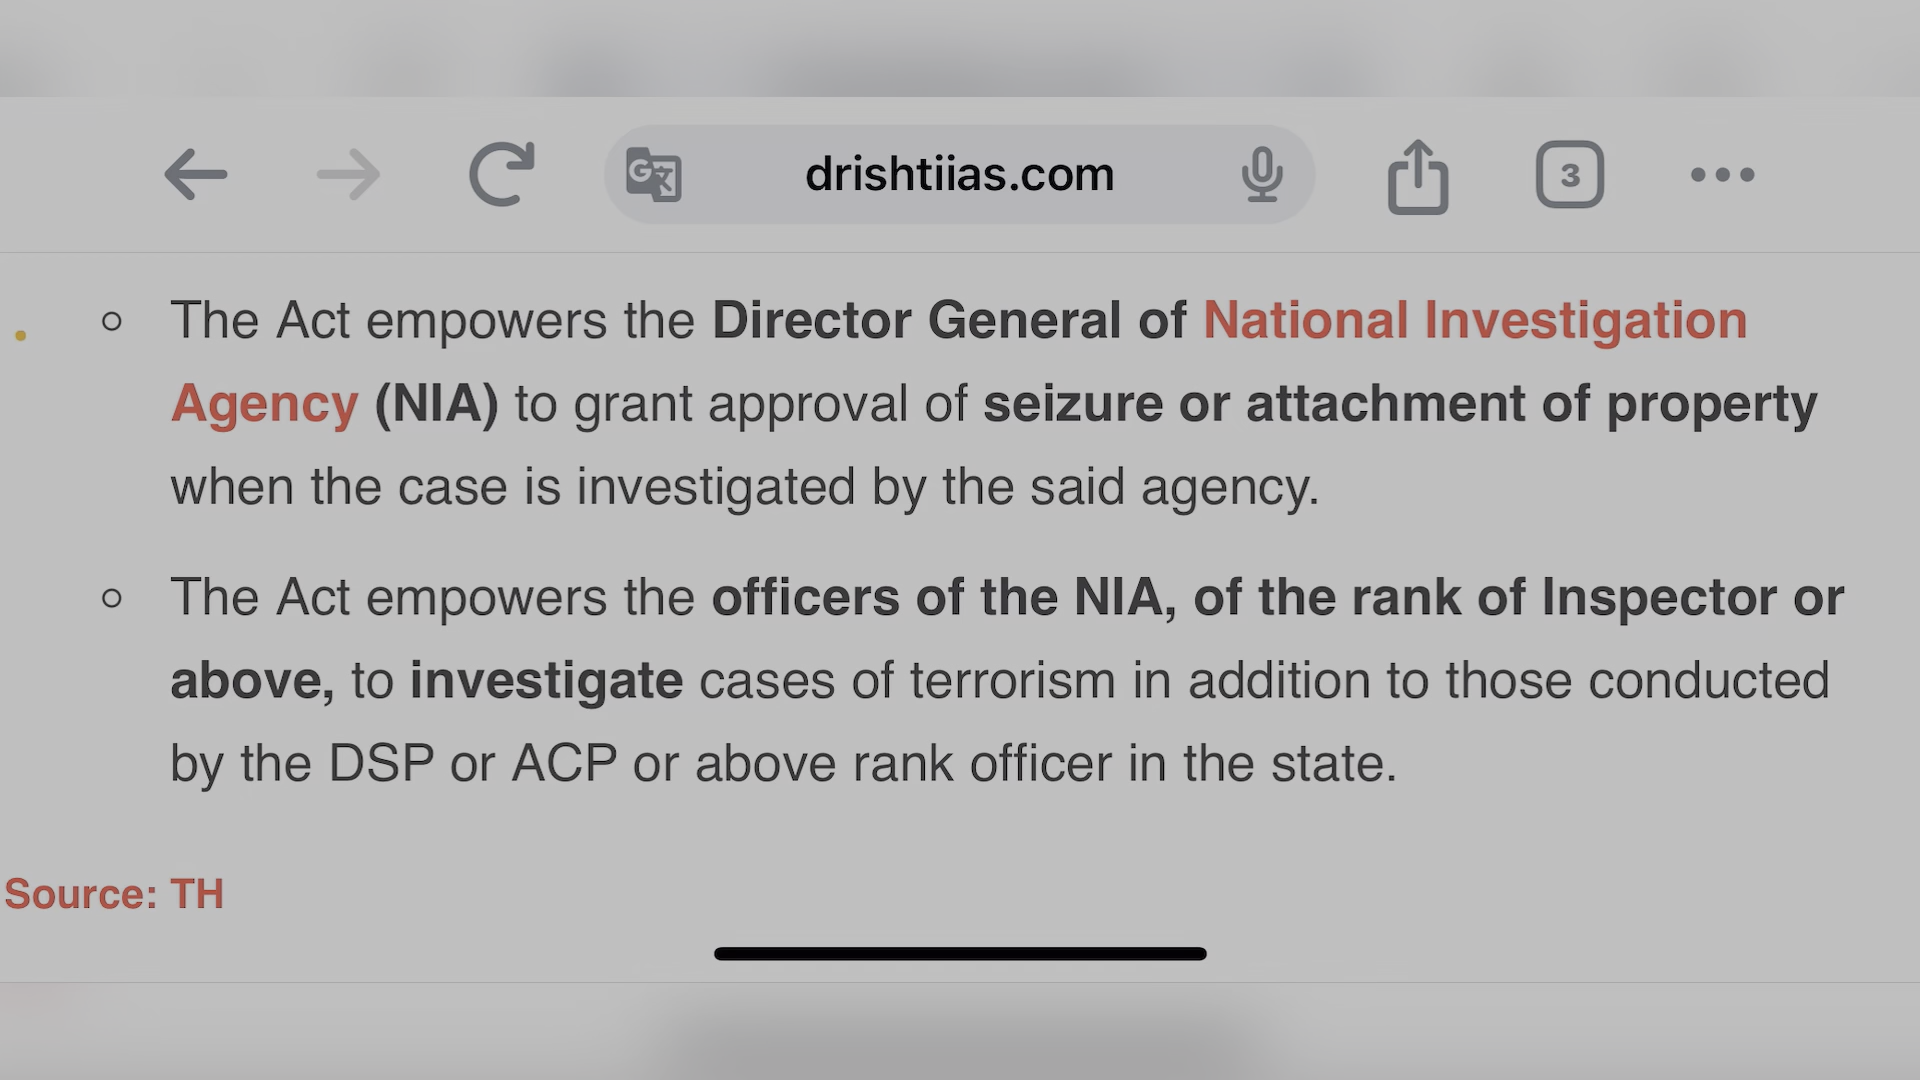 drishtiias.com
3
The Act empowers the Director General of National Investigation
Agency (NIA) to grant approval of seizure or attachment of property
when the case is investigated by the said agency.
The Act empowers the officers of the NIA, of the rank of Inspector or
above, to investigate cases of terrorism in addition to those conducted
by the DSP or ACP or above rank officer in the state.
Source: TH